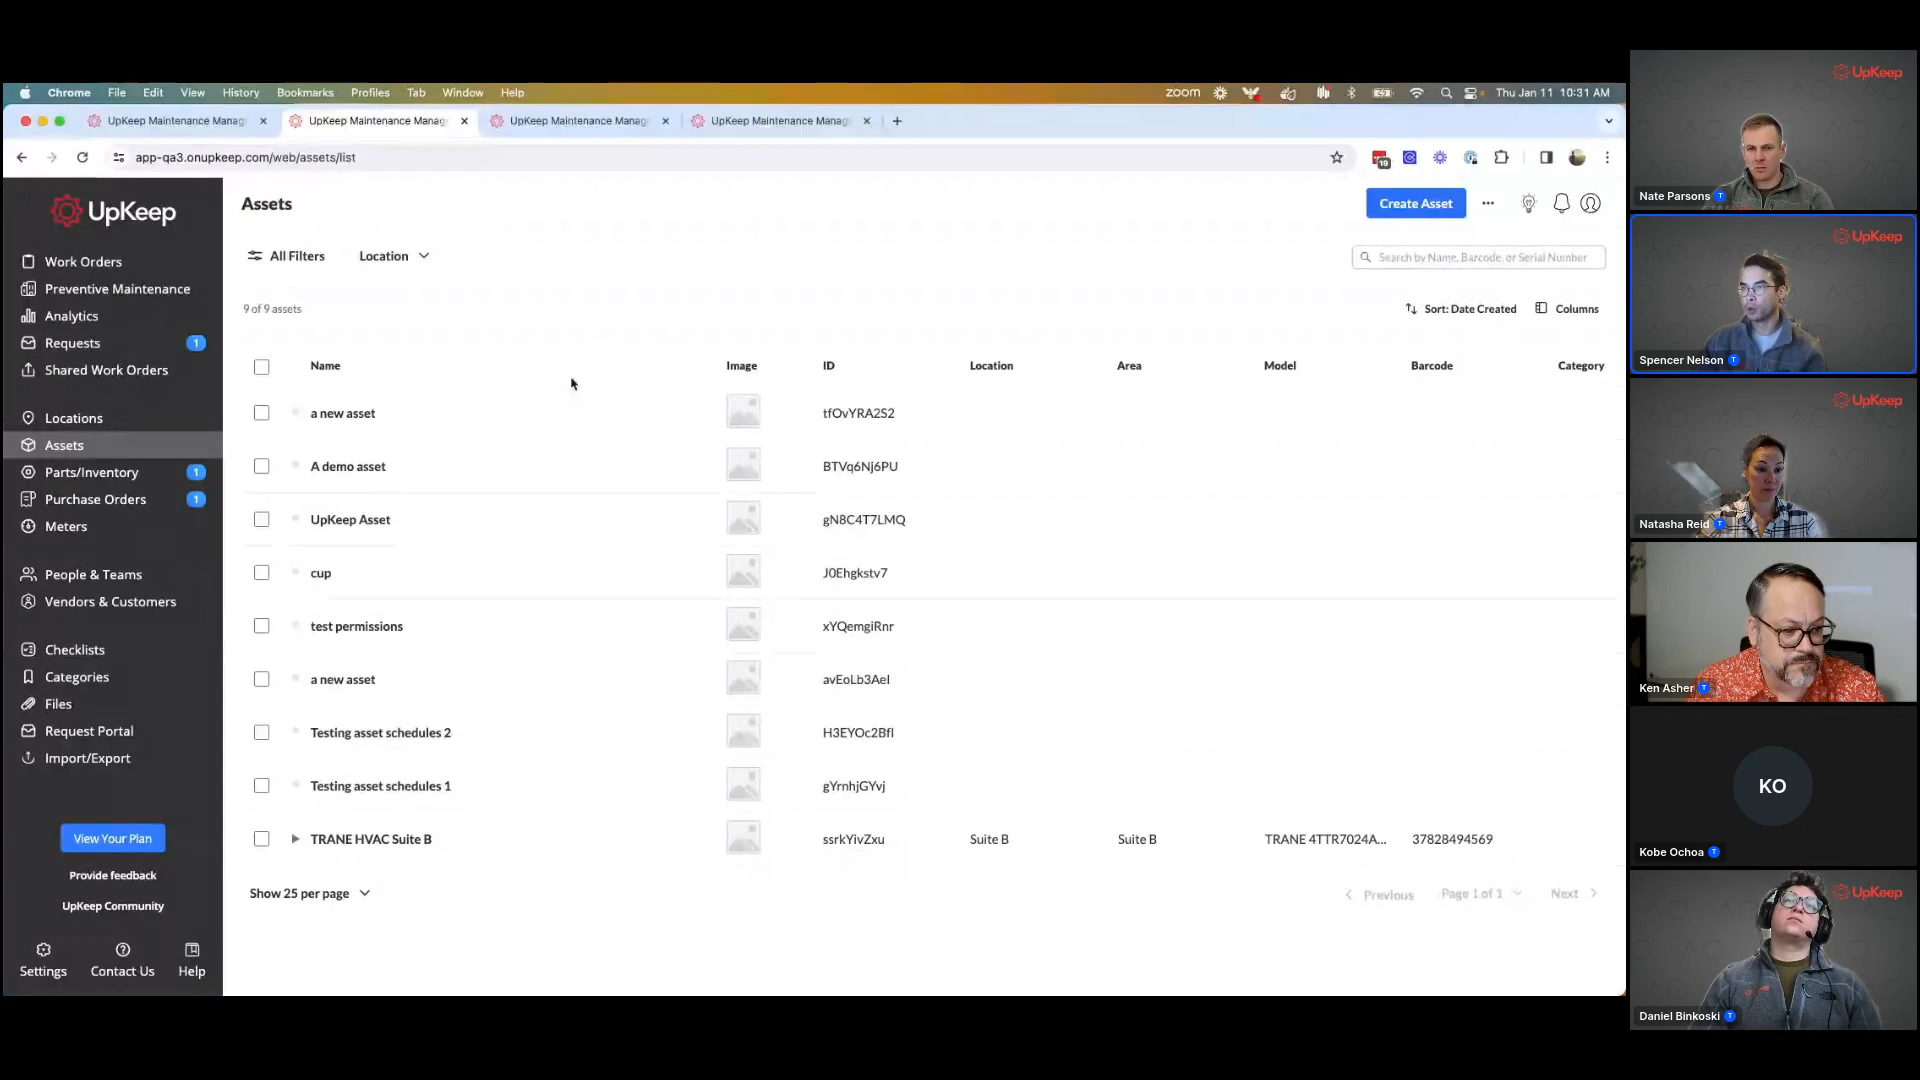 Chrome File Edit View History Bookmarks Profiles Tab Window Help
zoom Thu Jan 11 10:31 AM
UpKeep Maintenance Manag
UpKeep Maintenance Manage
UpKeep Maintenance Manag
UpKeep Maintenance Manag
app-qa3.onupkeep.com/web/assets/list
19
UpKeep
Work Orders
Preventive Maintenance
Analytics
Requests 1
Shared Work Orders
Locations
Assets
Parts/Inventory 1
Purchase Orders 1
Meters
People & Teams
Vendors & Customers
Checklists
Categories
Files
Request Portal
Import/Export
View Your Plan
Provide feedback
UpKeep Community
Settings Contact Us Help
Assets
Create Asset
All Filters Location
Search by Name, Barcode, or Serial Number
9 of 9 assets
Sort: Date Created Columns
Name Image ID Location Area Model Barcode Category
a new asset tfOvYRA2S2
A demo asset BTVq6Nj6PU
UpKeep Asset gN8C4T7LMQ
cup J0Ehgkstv7
test permissions xYQemgiRnr
a new asset avEoLb3AeI
Testing asset schedules 2 H3EYOc2BfI
Testing asset schedules 1 gYrnhjGYvj
TRANE HVAC Suite B ssrkYivZxu Suite B Suite B TRANE 4TTR7024A... 37828494569
Show 25 per page
Previous Page 1 of 1 Next
UpKeep
Nate Parsons T
UpKeep
Spencer Nelson T
UpKeep
Natasha Reid T
Ken Asher T
KO
Kobe Ochoa T
UpKeep
Daniel Binkoski T